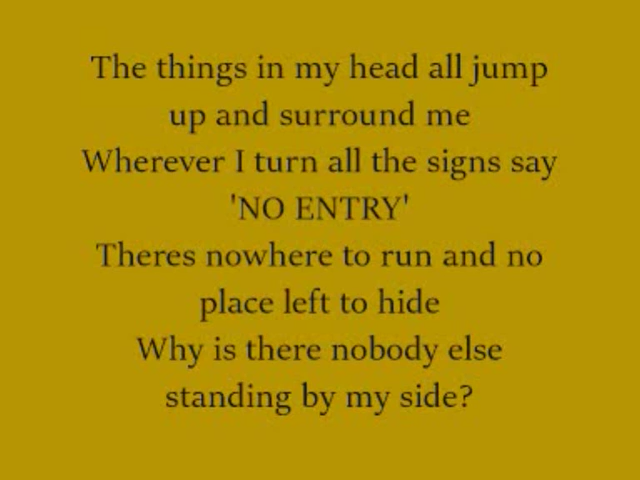 The things in my head all jump
up and surround me
Wherever I turn all the signs say
'NO ENTRY'
Theres nowhere to run and no
place left to hide
Why is there nobody else
standing by my side?